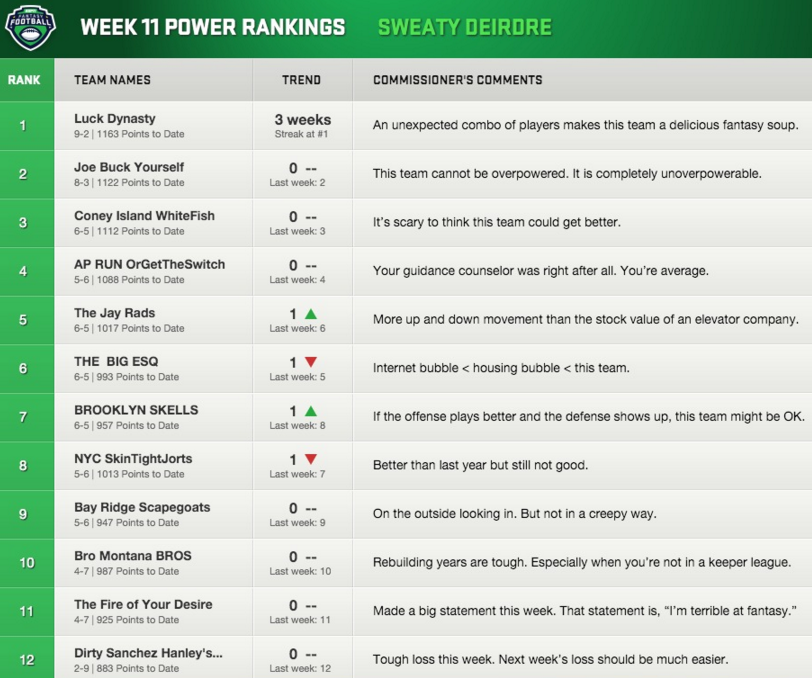 FANTASY
FOOTBALL
WEEK 11 POWER RANKINGS SWEATY DEIRDRE
RANK TEAM NAMES TREND COMMISSIONER'S COMMENTS
1 Luck Dynasty 3 weeks An unexpected combo of players makes this team a delicious fantasy soup.
9-2 | 1163 Points to Date Streak at #1
2 Joe Buck Yourself 0 -- This team cannot be overpowered. It is completely unoverpowerable.
8-3 | 1122 Points to Date Last week: 2
3 Coney Island WhiteFish 0 -- It's scary to think this team could get better.
6-5 | 1112 Points to Date Last week: 3
4 AP RUN OrGetTheSwitch 0 -- Your guidance counselor was right after all. You're average.
5-6 | 1088 Points to Date Last week: 4
5 The Jay Rads 1 ▲ More up and down movement than the stock value of an elevator company.
6-5 | 1017 Points to Date Last week: 6
6 THE BIG ESQ 1 ▼ Internet bubble < housing bubble < this team.
6-5 | 993 Points to Date Last week: 5
7 BROOKLYN SKELLS 1 ▲ If the offense plays better and the defense shows up, this team might be OK.
6-5 | 957 Points to Date Last week: 8
8 NYC SkinTightJorts 1 ▼ Better than last year but still not good.
5-6 | 1013 Points to Date Last week: 7
9 Bay Ridge Scapegoats 0 -- On the outside looking in. But not in a creepy way.
5-6 | 947 Points to Date Last week: 9
10 Bro Montana BROS 0 -- Rebuilding years are tough. Especially when you're not in a keeper league.
4-7 | 987 Points to Date Last week: 10
11 The Fire of Your Desire 0 -- Made a big statement this week. That statement is, “I'm terrible at fantasy.”
4-7 | 925 Points to Date Last week: 11
12 Dirty Sanchez Hanley's... 0 -- Tough loss this week. Next week's loss should be much easier.
2-9 | 883 Points to Date Last week: 12